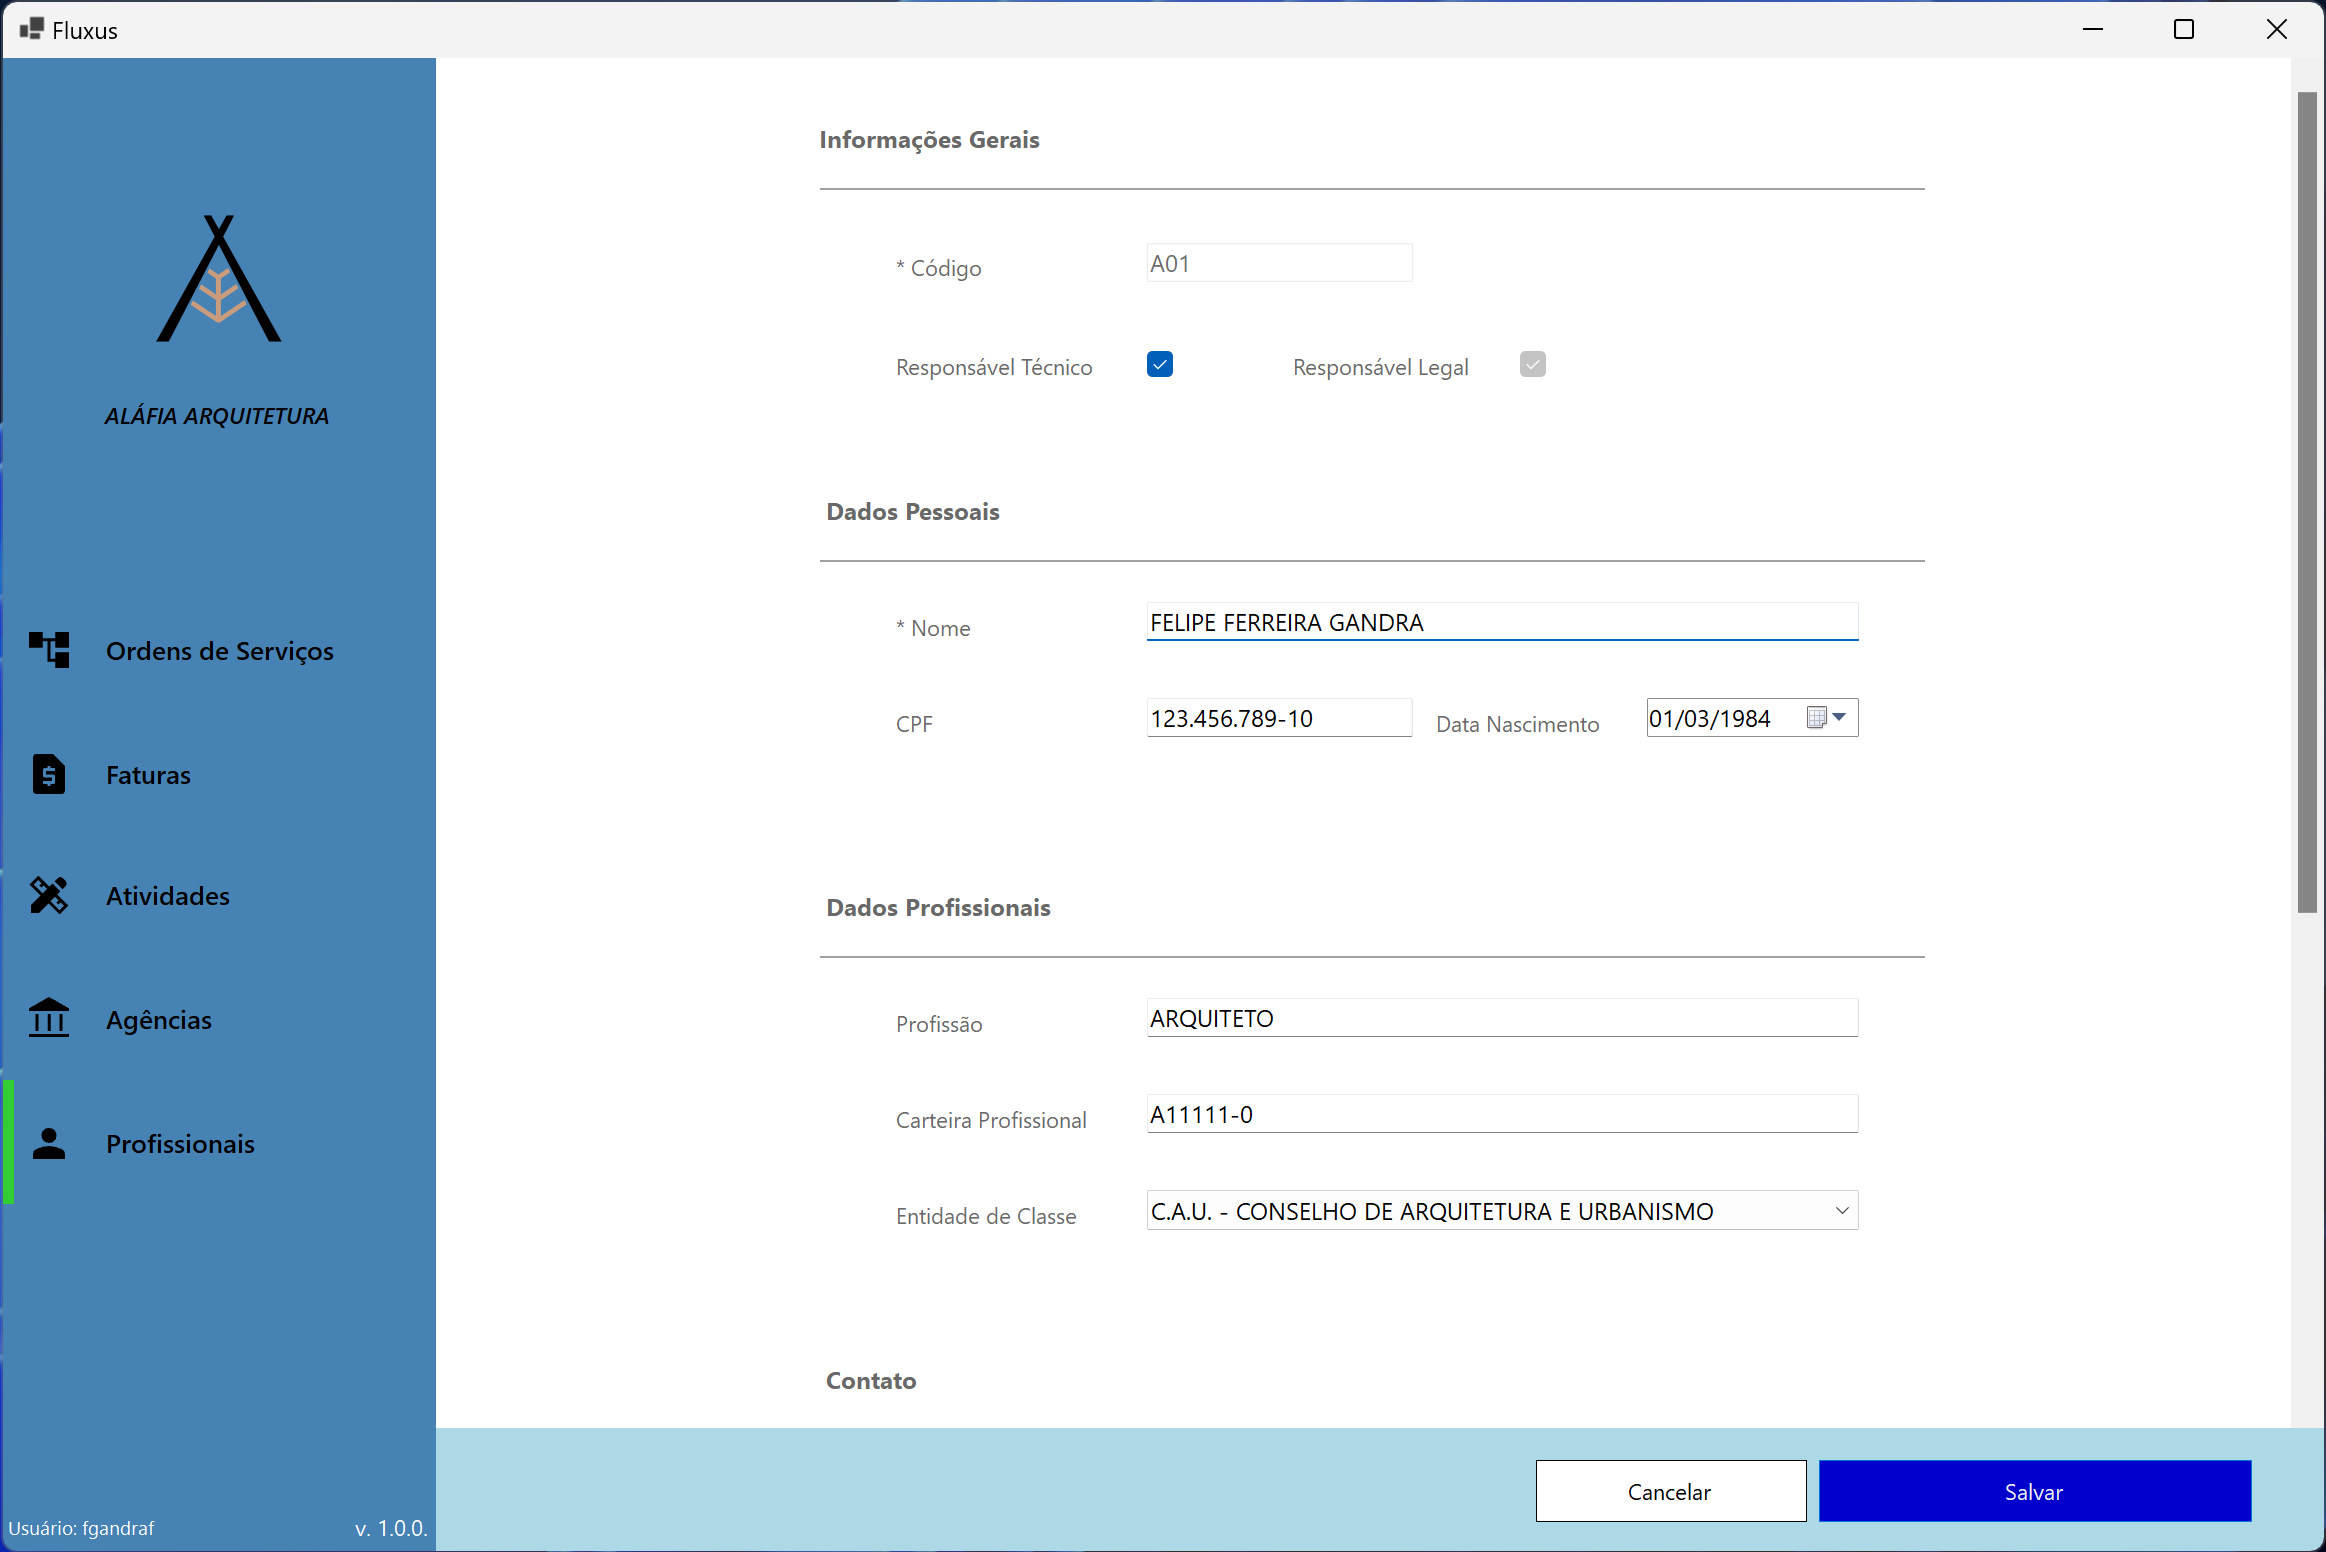 Fluxus
ALÁFIA ARQUITETURA
Ordens de Serviços
Faturas
Atividades
Agências
Profissionais
Usuário: fgandraf
v. 1.0.0.
Informações Gerais
* Código
A01
Responsável Técnico
Responsável Legal
Dados Pessoais
* Nome
FELIPE FERREIRA GANDRA
CPF
123.456.789-10
Data Nascimento
01/03/1984
Dados Profissionais
Profissão
ARQUITETO
Carteira Profissional
A11111-0
Entidade de Classe
C.A.U. - CONSELHO DE ARQUITETURA E URBANISMO
Contato
Cancelar
Salvar